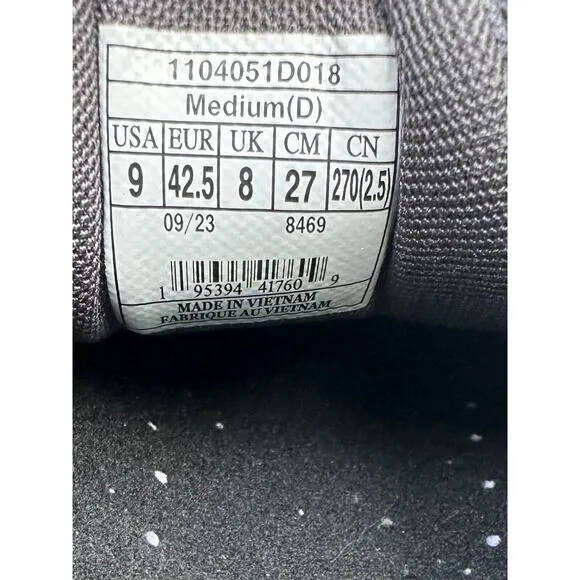 1104051D018
Medium(D)
USA EUR UK CM CN
9 42.5 8 27 270(2.5)
09/23 8469
1 95394 41760 9
MADE IN VIETNAM
FABRIQUE AU VIETNAM